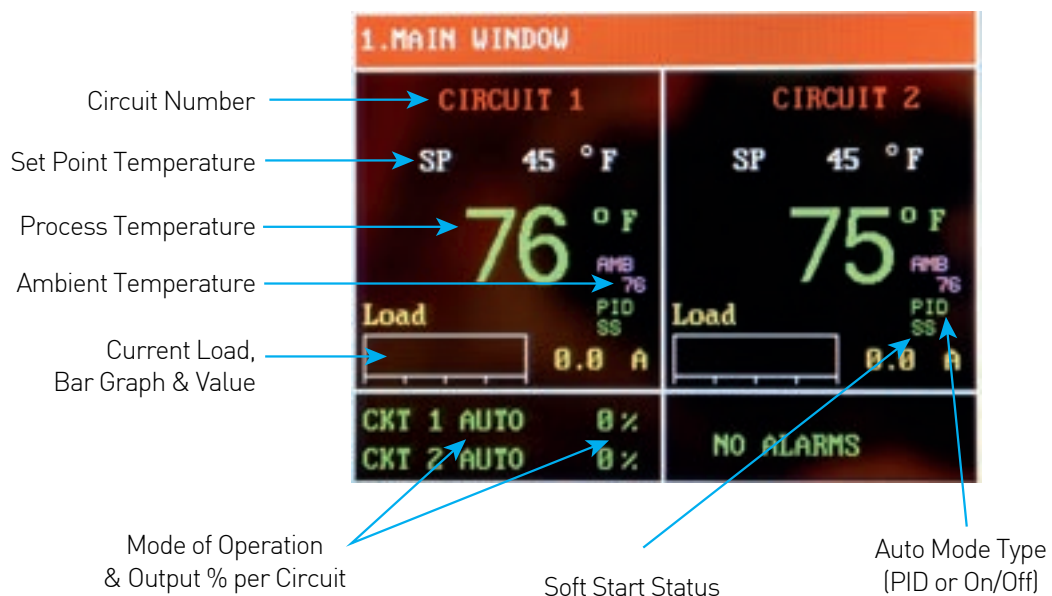 1.MAIN WINDOW
Circuit Number
CIRCUIT 1
CIRCUIT 2
Set Point Temperature
SP 45 °F
SP 45 °F
Process Temperature
76 °F
75 °F
Ambient Temperature
AMB
76
AMB
76
Load
PID
SS
Load
PID
SS
Current Load,
Bar Graph & Value
0.0 A
0.0 A
CKT 1 AUTO 0%
CKT 2 AUTO 0%
NO ALARMS
Mode of Operation
& Output % per Circuit
Soft Start Status
Auto Mode Type
(PID or On/Off)